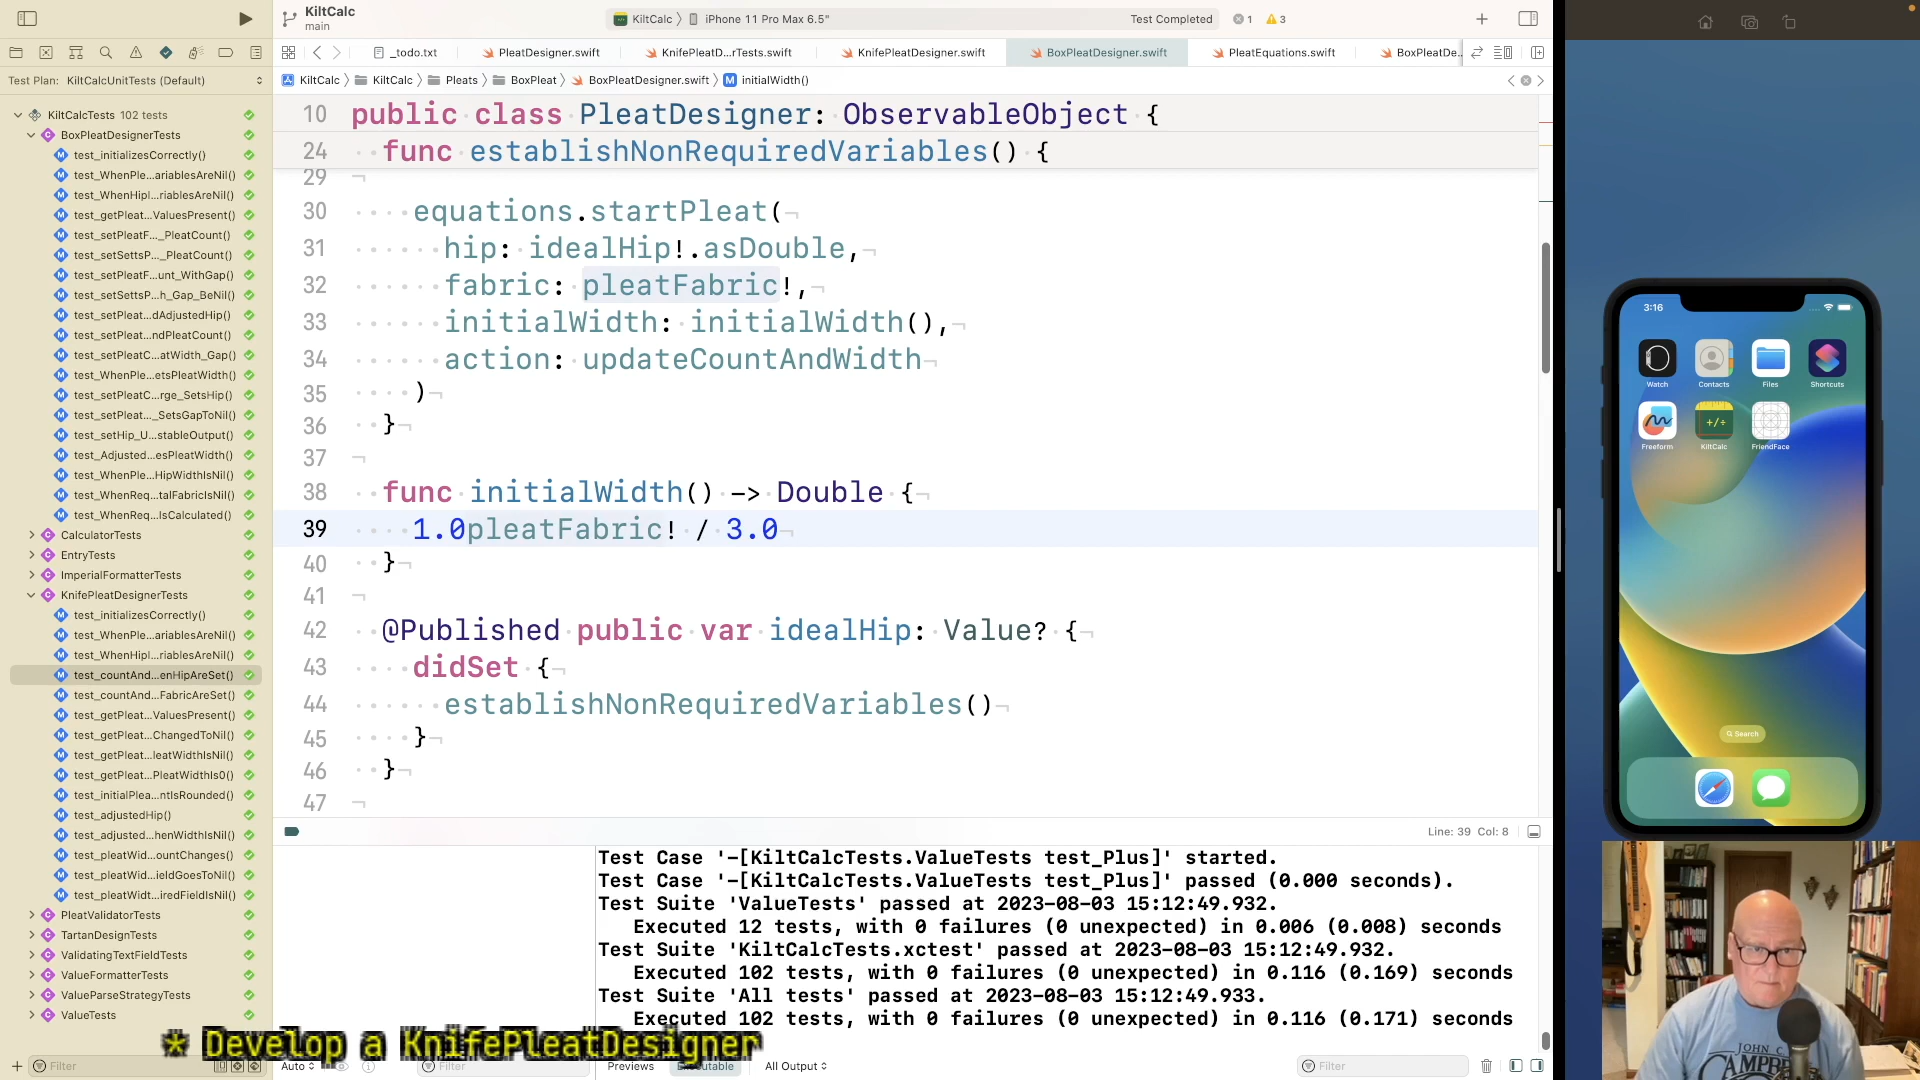 KiltCalc
main
KiltCalc 〉 iPhone 11 Pro Max 6.5"
Test Completed
1
3
_todo.txt
PleatDesigner.swift
KnifePleatD...rTests.swift
KnifePleatDesigner.swift
BoxPleatDesigner.swift
PleatEquations.swift
BoxPleatDe...
Test Plan: KiltCalcUnitTests (Default)
KiltCalc 〉 KiltCalc 〉 Pleats 〉 BoxPleat 〉 BoxPleatDesigner.swift 〉 M initialWidth()
KiltCalcTests 102 tests
BoxPleatDesignerTests
test_initializesCorrectly()
test_WhenPle...ariablesAreNil()
test_WhenHipI...riablesAreNil()
test_getPleat...ValuesPresent()
test_setPleatF..._PleatCount()
test_setSettsP..._PleatCount()
test_setPleatF...unt_WithGap()
test_setSettsP...h_Gap_BeNil()
test_setPleat...dAdjustedHip()
test_setPleat...ndPleatCount()
test_setPleatC...atWidth_Gap()
test_WhenPle...etsPleatWidth()
test_setPleatC...rge_SetsHip()
test_setPleat..._SetsGapToNil()
test_setHip_U...stableOutput()
test_Adjusted...esPleatWidth()
test_WhenPle...HipWidthIsNil()
test_WhenReq...talFabricIsNil()
test_WhenReq...IsCalculated()
CalculatorTests
EntryTests
ImperialFormatterTests
KnifePleatDesignerTests
test_initializesCorrectly()
test_WhenPle...ariablesAreNil()
test_WhenHipI...riablesAreNil()
test_countAnd...enHipAreSet()
test_countAnd...FabricAreSet()
test_getPleat...ValuesPresent()
test_getPleat...ChangedToNil()
test_getPleat...leatWidthIsNil()
test_getPleat...PleatWidthIs0()
test_initialPlea...ntIsRounded()
test_adjustedHip()
test_adjusted...henWidthIsNil()
test_pleatWid...ountChanges()
test_pleatWid...ieldGoesToNil()
test_pleatWid...iredFieldIsNil()
PleatValidatorTests
TartanDesignTests
ValidatingTextFieldTests
ValueFormatterTests
ValueParseStrategyTests
ValueTests
Filter
10 public class PleatDesigner: ObservableObject {
24 func establishNonRequiredVariables() {
29
30 equations.startPleat(
31 hip: idealHip!.asDouble,
32 fabric: pleatFabric!,
33 initialWidth: initialWidth(),
34 action: updateCountAndWidth
35 )
36 }
37
38 func initialWidth() -> Double {
39 1.0pleatFabric! / 3.0
40 }
41
42 @Published public var idealHip: Value? {
43 didSet {
44 establishNonRequiredVariables()
45 }
46 }
47
Line: 39 Col: 8
Test Case '-[KiltCalcTests.ValueTests test_Plus]' started.
Test Case '-[KiltCalcTests.ValueTests test_Plus]' passed (0.000 seconds).
Test Suite 'ValueTests' passed at 2023-08-03 15:12:49.932.
Executed 12 tests, with 0 failures (0 unexpected) in 0.006 (0.008) seconds
Test Suite 'KiltCalcTests.xctest' passed at 2023-08-03 15:12:49.932.
Executed 102 tests, with 0 failures (0 unexpected) in 0.116 (0.169) seconds
Test Suite 'All tests' passed at 2023-08-03 15:12:49.933.
Executed 102 tests, with 0 failures (0 unexpected) in 0.116 (0.171) seconds
* Develop a KnifePleatDesigner
Auto
Filter
Previews
Executable
All Output
Filter
3:16
Watch
Contacts
Files
Shortcuts
+/÷
Freeform
KiltCalc
FriendFace
Search
JOHN C.
CAMPBE